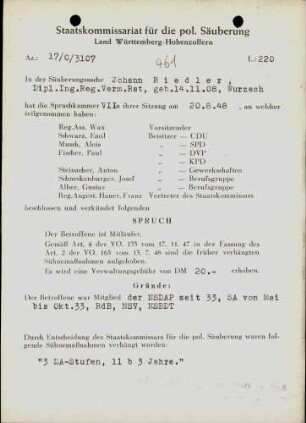 Staatskommissariat für die pol. Säuberung
Land Württemberg-Hohenzollern
Az.: 17/C/3107
461
L: 220
In der Säuberungssache Johann Riedler,
Dipl.Ing.Reg.Verm.Rat, geb.14.11.08, Wurzach
hat die Spruchkammer VII in ihrer Sitzung am 20.8.48, an welcher
teilgenommen haben:
Reg.Ass. Wax Vorsitzender
Schwarz, Emil Beisitzer — CDU
Munch, Alois „ — SPD
Fischer, Paul „ — DVP
„ — KPD
Steinacher, Anton „ — Gewerkschaften
Schneckenburger, Josef „ — Berufsgruppe
Alber, Gustav „ — Berufsgruppe
Reg.Angest. Hauer, Franz Vertreter des Staatskommissars
beschlossen und verkündet folgenden
SPRUCH
Der Betroffene ist Mitläufer.
Gemäß Art. 4 der VO. 133 vom 17. 11. 47 in der Fassung des
Art. 2 der VO. 165 vom 13. 7. 48 sind die früher verhängten
Sühnemaßnahmen aufgehoben.
Es wird eine Verwaltungsgebühr von DM 20.— erhoben.
Gründe:
Der Betroffene war Mitglied der NSDAP seit 33, SA von Mai
bis Okt.33, RdB, NSV, NSBDT
Durch Entscheidung des Staatskommissars für die pol. Säuberung wurden fol-
gende Sühnemaßnahmen verhängt worden:
"3 DA-Stufen, 11 b 3 Jahre."